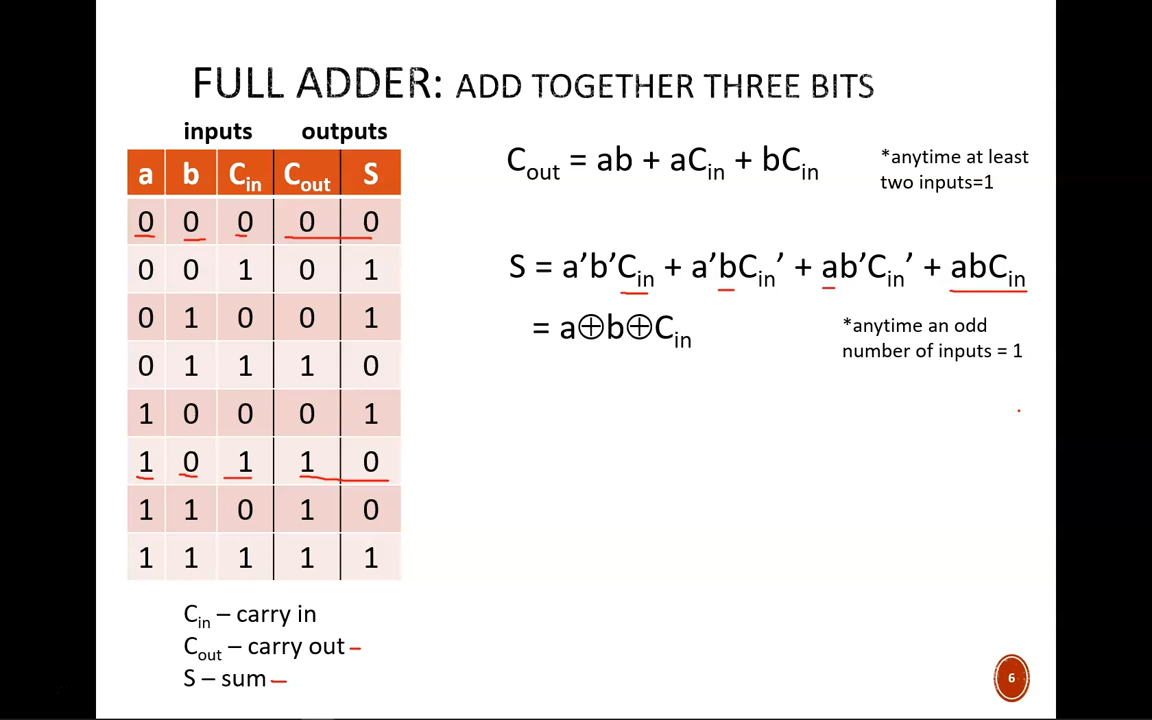 FULL ADDER: ADD TOGETHER THREE BITS
inputs outputs
a b Cin Cout S
0 0 0 0 0
0 0 1 0 1
0 1 0 0 1
0 1 1 1 0
1 0 0 0 1
1 0 1 1 0
1 1 0 1 0
1 1 1 1 1
Cin – carry in
Cout – carry out
S – sum
Cout = ab + aCin + bCin
*anytime at least
two inputs=1
S = a’b’Cin + a’bCin’ + ab’Cin’ + abCin
= a⊕b⊕Cin
*anytime an odd
number of inputs = 1
6